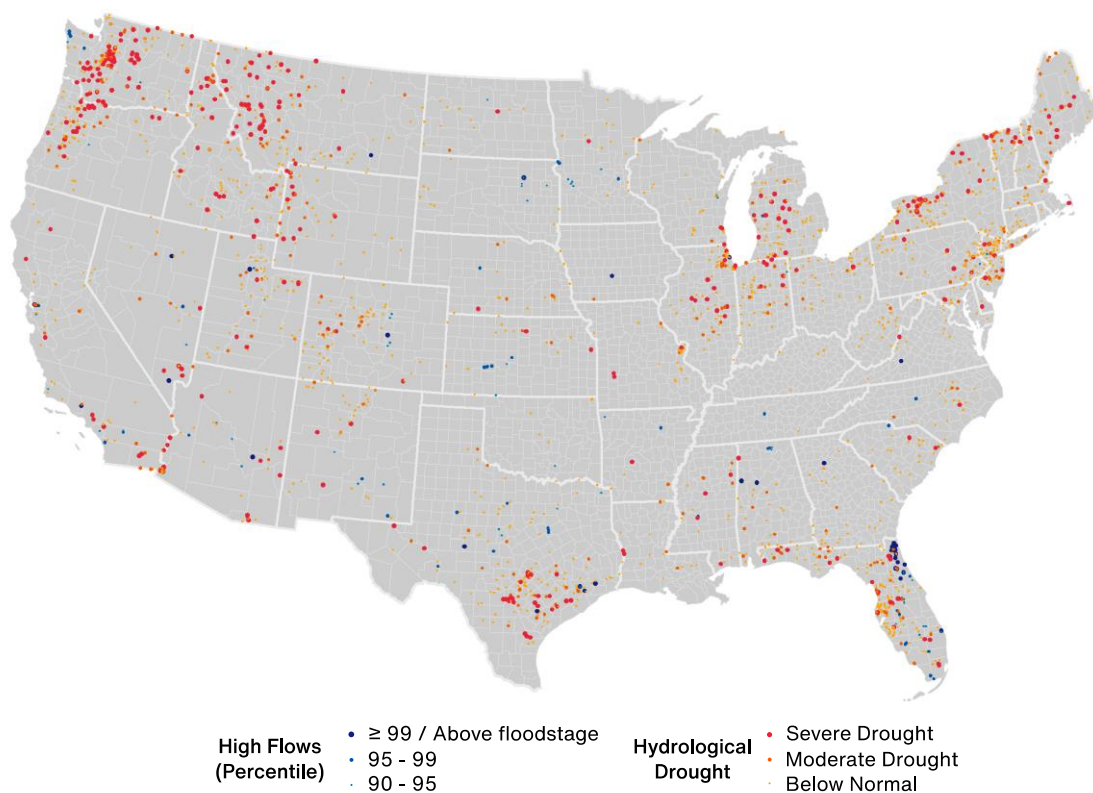 High Flows
(Percentile)
≥ 99 / Above floodstage
95 - 99
90 - 95
Hydrological
Drought
Severe Drought
Moderate Drought
Below Normal